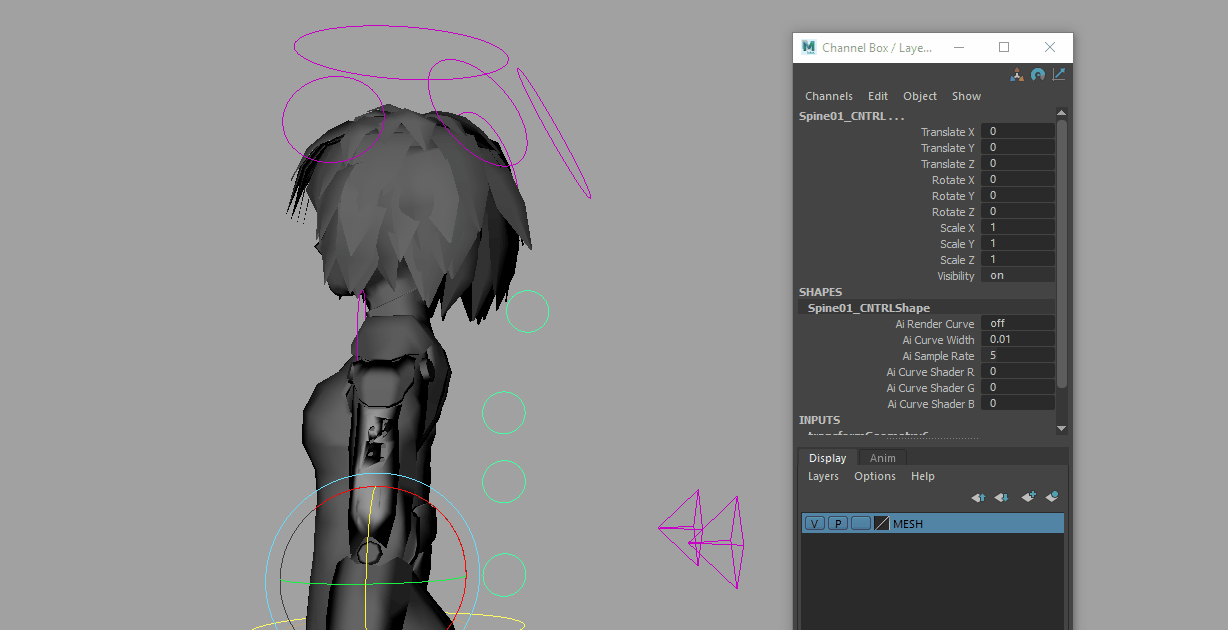 Channel Box / Laye...
Channels Edit Object Show
Spine01_CNTRL . . .
Translate X 0
Translate Y 0
Translate Z 0
Rotate X 0
Rotate Y 0
Rotate Z 0
Scale X 1
Scale Y 1
Scale Z 1
Visibility on
SHAPES
Spine01_CNTRLShape
Ai Render Curve off
Ai Curve Width 0.01
Ai Sample Rate 5
Ai Curve Shader R 0
Ai Curve Shader G 0
Ai Curve Shader B 0
INPUTS
Display Anim
Layers Options Help
V P MESH